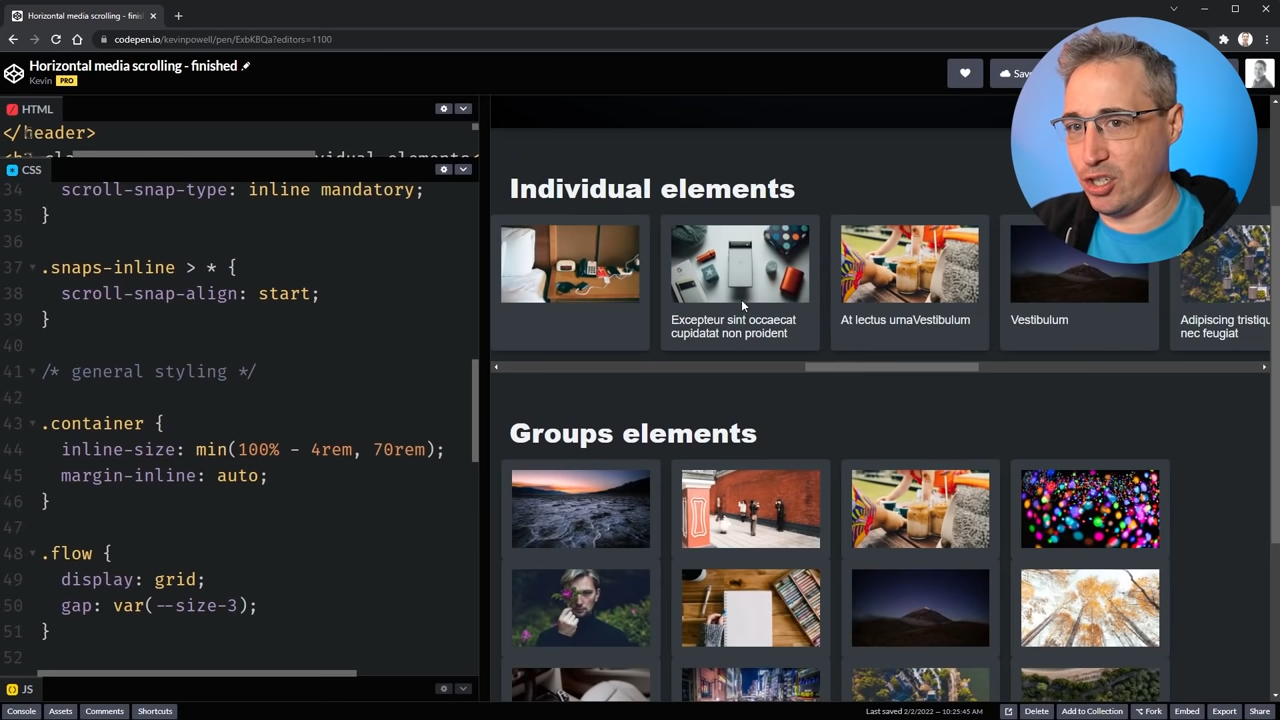 Horizontal media scrolling - finis
codepen.io/kevinpowell/pen/ExbKBQa?editors=1100
Horizontal media scrolling - finished
Kevin PRO
Save
HTML
</header>
CSS
34 scroll-snap-type: inline mandatory;
35 }
36
37 .snaps-inline > * {
38 scroll-snap-align: start;
39 }
40
41 /* general styling */
42
43 .container {
44 inline-size: min(100% - 4rem, 70rem);
45 margin-inline: auto;
46 }
47
48 .flow {
49 display: grid;
50 gap: var(--size-3);
51 }
52
JS
Individual elements
Excepteur sint occaecat
cupidatat non proident
At lectus urnaVestibulum
Vestibulum
Adipiscing tristiqu
nec feugiat
Groups elements
Console Assets Comments Shortcuts
Last saved 2/2/2022 — 10:25:45 AM
Delete Add to Collection Fork Embed Export Share